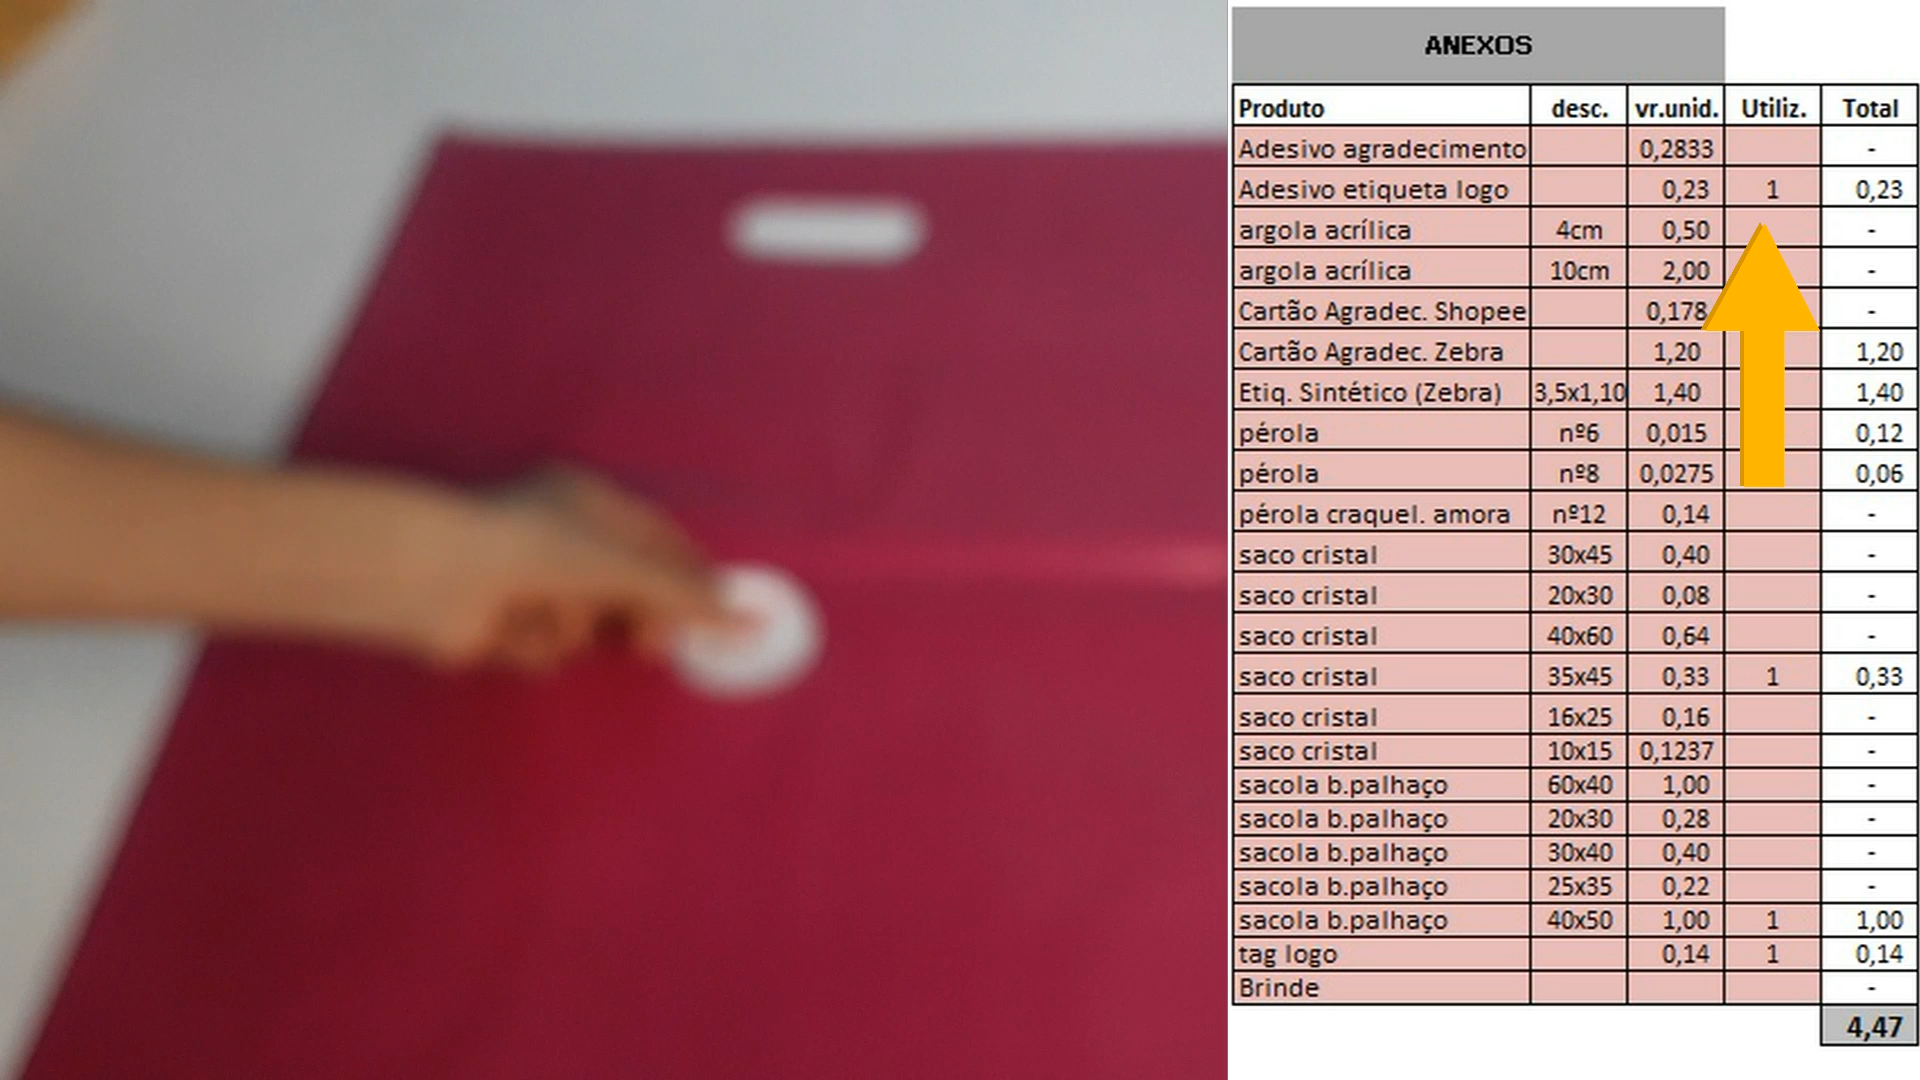 ANEXOS
Produto desc. vr.unid. Utiliz. Total
Adesivo agradecimento 0,2833 -
Adesivo etiqueta logo 0,23 1 0,23
argola acrílica 4cm 0,50 -
argola acrílica 10cm 2,00 -
Cartão Agradec. Shopee 0,178 -
Cartão Agradec. Zebra 1,20 1,20
Etiq. Sintético (Zebra) 3,5x1,10 1,40 1,40
pérola nº6 0,015 0,12
pérola nº8 0,0275 0,06
pérola craquel. amora nº12 0,14 -
saco cristal 30x45 0,40 -
saco cristal 20x30 0,08 -
saco cristal 40x60 0,64 -
saco cristal 35x45 0,33 1 0,33
saco cristal 16x25 0,16 -
saco cristal 10x15 0,1237 -
sacola b.palhaço 60x40 1,00 -
sacola b.palhaço 20x30 0,28 -
sacola b.palhaço 30x40 0,40 -
sacola b.palhaço 25x35 0,22 -
sacola b.palhaço 40x50 1,00 1 1,00
tag logo 0,14 1 0,14
Brinde -
4,47